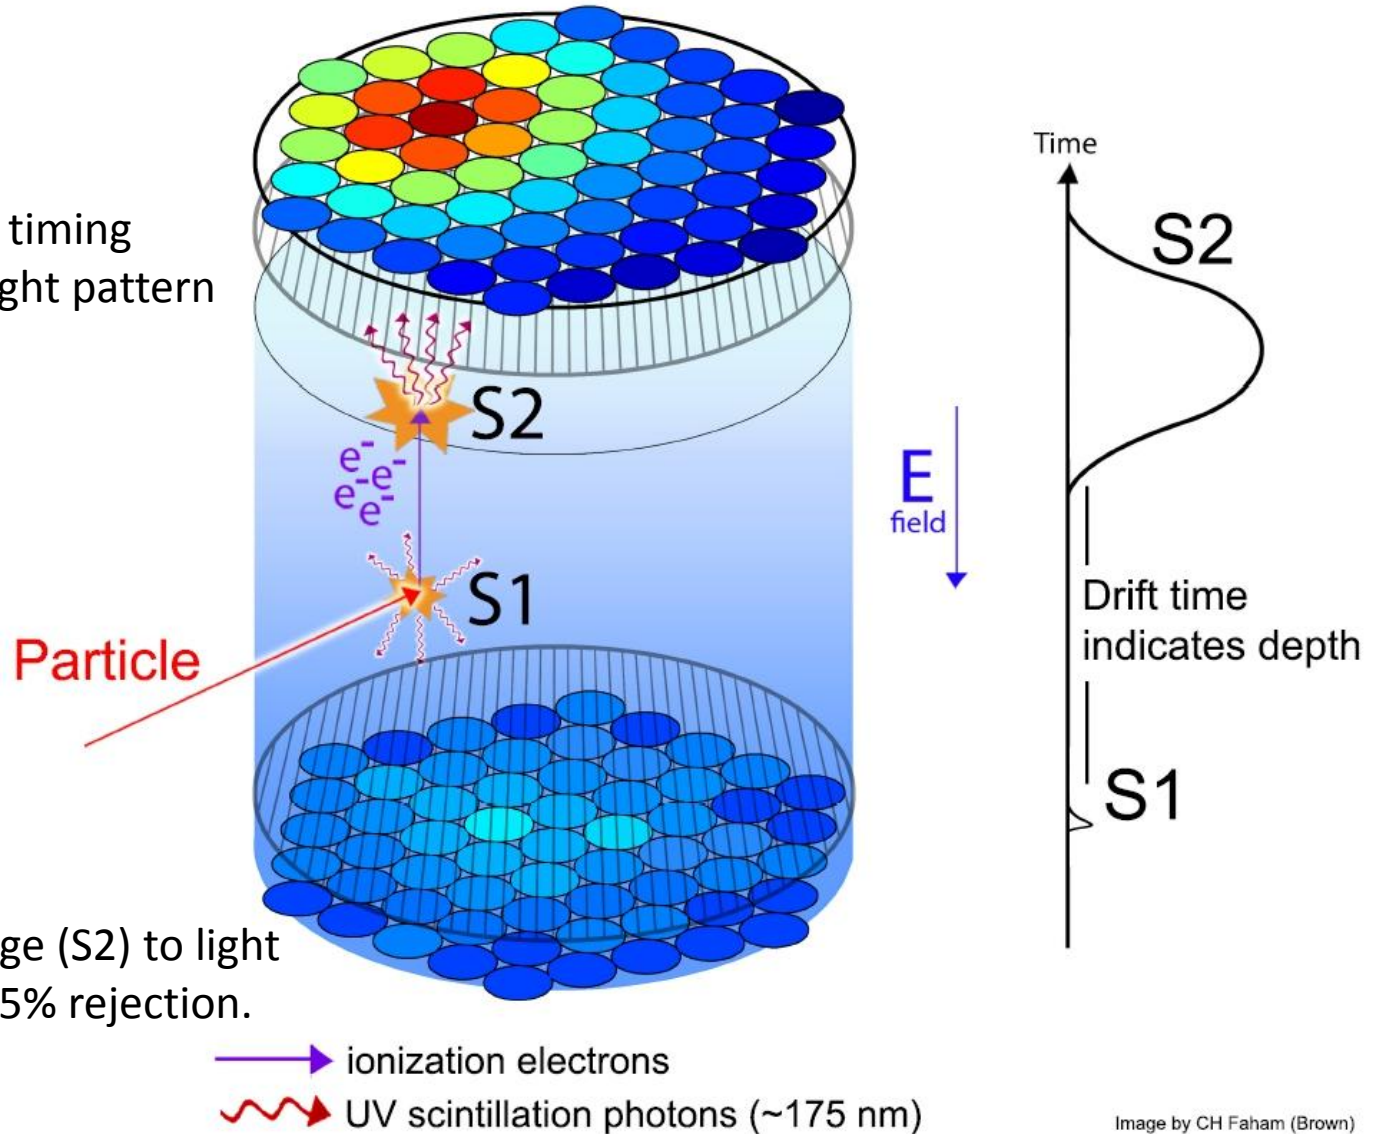 Time
S2
timing
ght pattern
S2
e-
e-
e-
e-
E
field
S1
Drift time
indicates depth
Particle
S1
ge (S2) to light
5% rejection.
ionization electrons
UV scintillation photons (~175 nm)
Image by CH Faham (Brown)